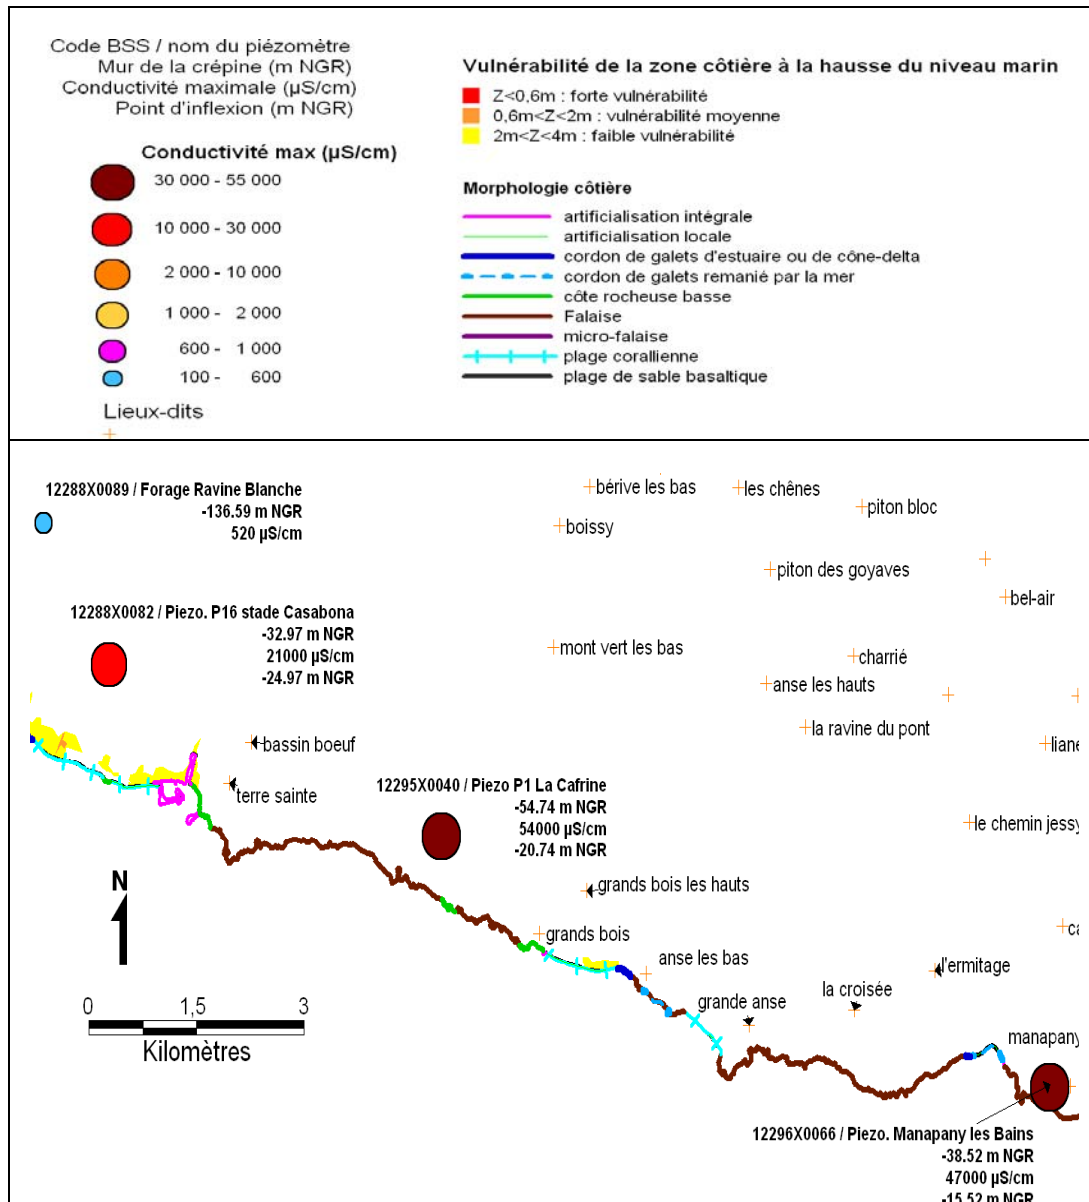 Code BSS / nom du piézomètre
Mur de la crépine (m NGR)
Conductivité maximale (µS/cm)
Point d'inflexion (m NGR)
Conductivité max (µS/cm)
30 000 - 55 000
10 000 - 30 000
2 000 - 10 000
1 000 - 2 000
600 - 1 000
100 - 600
Lieux-dits
Vulnérabilité de la zone côtière à la hausse du niveau marin
Z<0,6m : forte vulnérabilité
0,6m<Z<2m : vulnérabilité moyenne
2m<Z<4m : faible vulnérabilité
Morphologie côtière
artificialisation intégrale
artificialisation locale
cordon de galets d'estuaire ou de cône-delta
cordon de galets remanié par la mer
côte rocheuse basse
Falaise
micro-falaise
plage corallienne
plage de sable basaltique
12288X0089 / Forage Ravine Blanche
-136.59 m NGR
520 µS/cm
bérive les bas
les chênes
piton bloc
boissy
piton des goyaves
bel-air
12288X0082 / Piezo. P16 stade Casabona
-32.97 m NGR
21000 µS/cm
-24.97 m NGR
mont vert les bas
charrié
anse les hauts
la ravine du pont
liane
bassin boeuf
terre sainte
12295X0040 / Piezo P1 La Cafrine
-54.74 m NGR
54000 µS/cm
-20.74 m NGR
le chemin jessy
grands bois les hauts
N
grands bois
ca
anse les bas
l'ermitage
la croisée
grande anse
0 1,5 3
Kilomètres
manapany
12296X0066 / Piezo. Manapany les Bains
-38.52 m NGR
47000 µS/cm
-15.52 m NGR